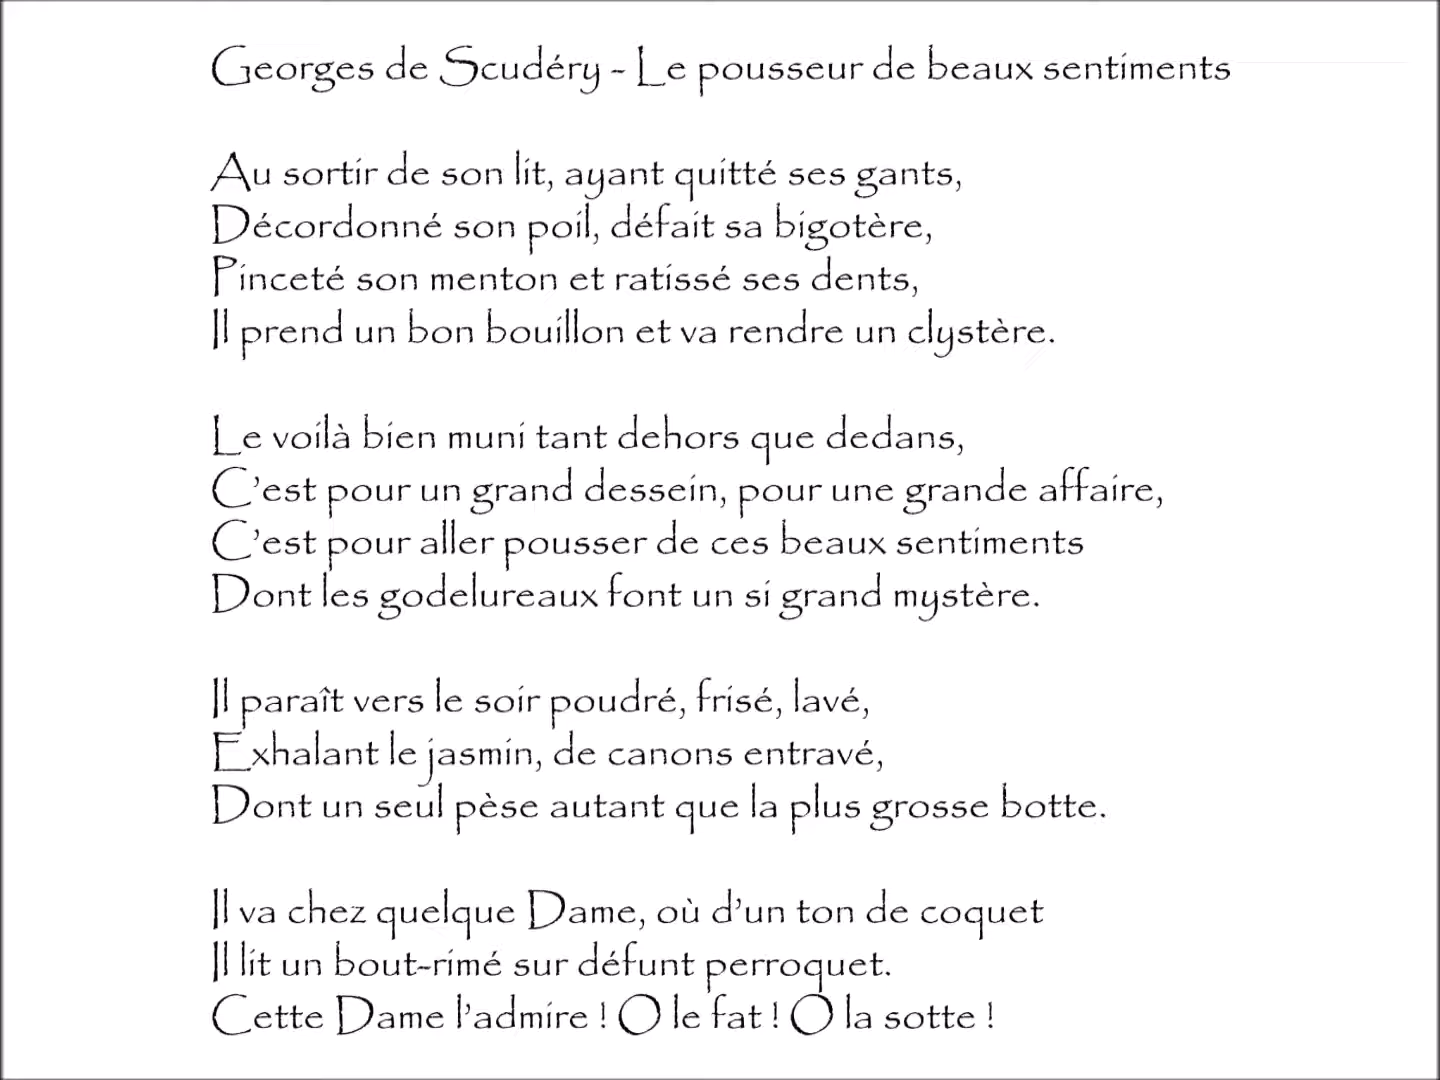 Georges de Scudéry - Le pousseur de beaux sentiments
Au sortir de son lit, ayant quitté ses gants,
Décordonné son poil, défait sa bigotère,
Pinceté son menton et ratissé ses dents,
Il prend un bon bouillon et va rendre un clystère.
Le voilà bien muni tant dehors que dedans,
C'est pour un grand dessein, pour une grande affaire,
C'est pour aller pousser de ces beaux sentiments
Dont les godelureaux font un si grand mystère.
Il paraît vers le soir poudré, frisé, lavé,
Exhalant le jasmin, de canons entravé,
Dont un seul pèse autant que la plus grosse botte.
Il va chez quelque Dame, où d'un ton de coquet
Il lit un bout-rimé sur défunt perroquet.
Cette Dame l'admire ! O le fat ! O la sotte !